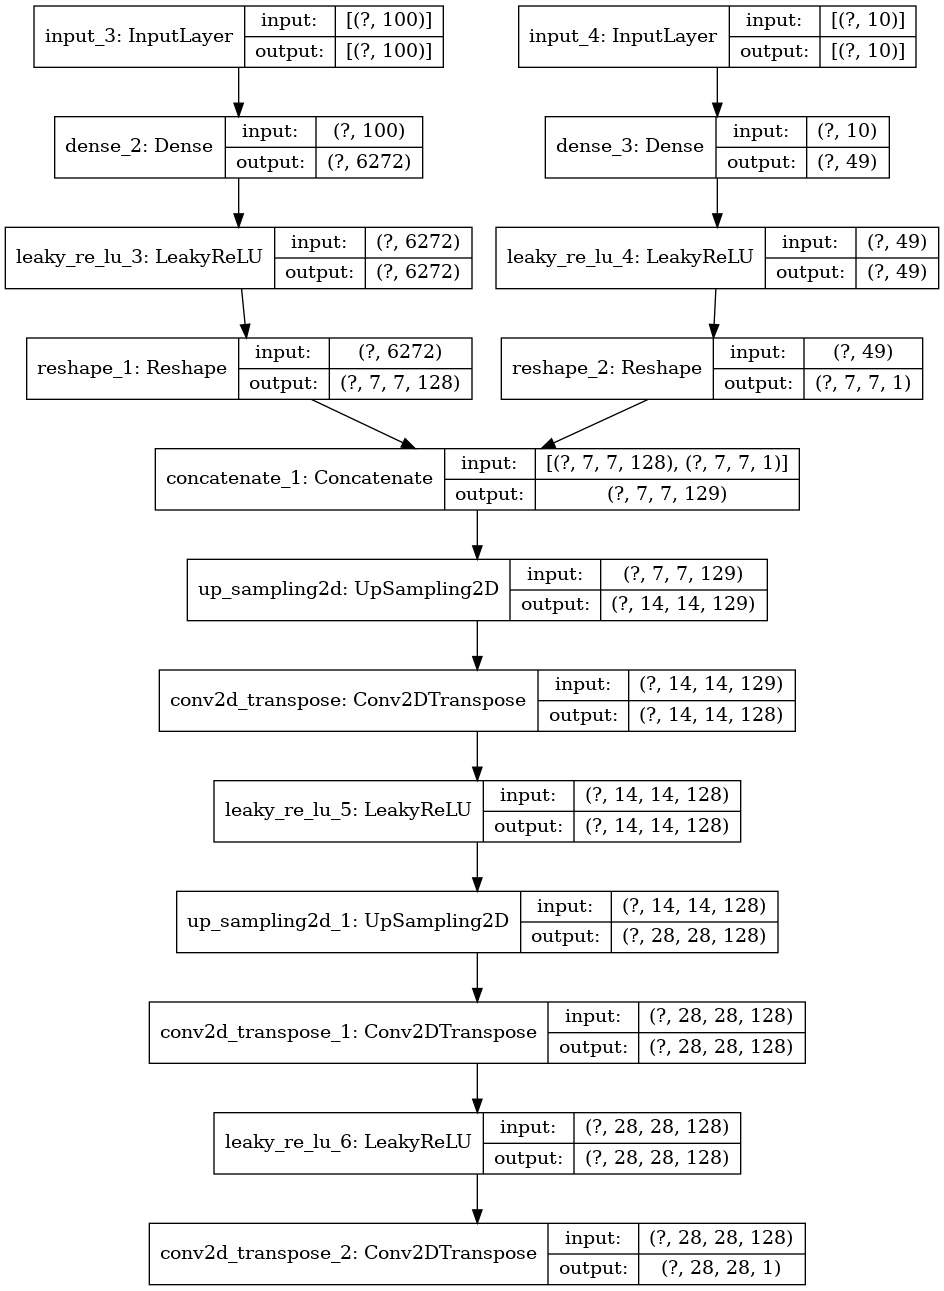 input_3: InputLayer
input:
[(?, 100)]
output:
[(?, 100)]
input_4: InputLayer
input:
[(?, 10)]
output:
[(?, 10)]
dense_2: Dense
input:
(?, 100)
output:
(?, 6272)
dense_3: Dense
input:
(?, 10)
output:
(?, 49)
leaky_re_lu_3: LeakyReLU
input:
(?, 6272)
output:
(?, 6272)
leaky_re_lu_4: LeakyReLU
input:
(?, 49)
output:
(?, 49)
reshape_1: Reshape
input:
(?, 6272)
output:
(?, 7, 7, 128)
reshape_2: Reshape
input:
(?, 49)
output:
(?, 7, 7, 1)
concatenate_1: Concatenate
input:
[(?, 7, 7, 128), (?, 7, 7, 1)]
output:
(?, 7, 7, 129)
up_sampling2d: UpSampling2D
input:
(?, 7, 7, 129)
output:
(?, 14, 14, 129)
conv2d_transpose: Conv2DTranspose
input:
(?, 14, 14, 129)
output:
(?, 14, 14, 128)
leaky_re_lu_5: LeakyReLU
input:
(?, 14, 14, 128)
output:
(?, 14, 14, 128)
up_sampling2d_1: UpSampling2D
input:
(?, 14, 14, 128)
output:
(?, 28, 28, 128)
conv2d_transpose_1: Conv2DTranspose
input:
(?, 28, 28, 128)
output:
(?, 28, 28, 128)
leaky_re_lu_6: LeakyReLU
input:
(?, 28, 28, 128)
output:
(?, 28, 28, 128)
conv2d_transpose_2: Conv2DTranspose
input:
(?, 28, 28, 128)
output:
(?, 28, 28, 1)